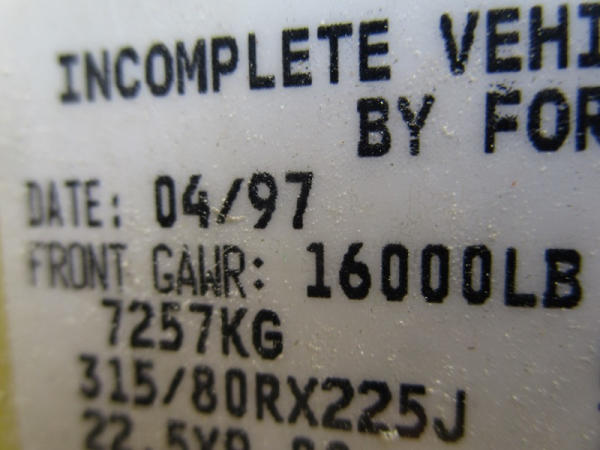 INCOMPLETE VEHI
BY FOR
DATE: 04/97
FRONT GAWR: 16000LB
7257KG
315/80RX225J